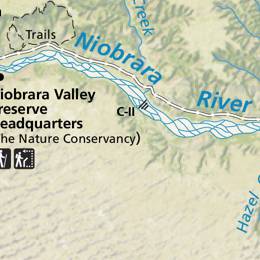 Creek
Trails
Niobrara
River
iobrara Valley
reserve
eadquarters
he Nature Conservancy)
C-II
Hazel